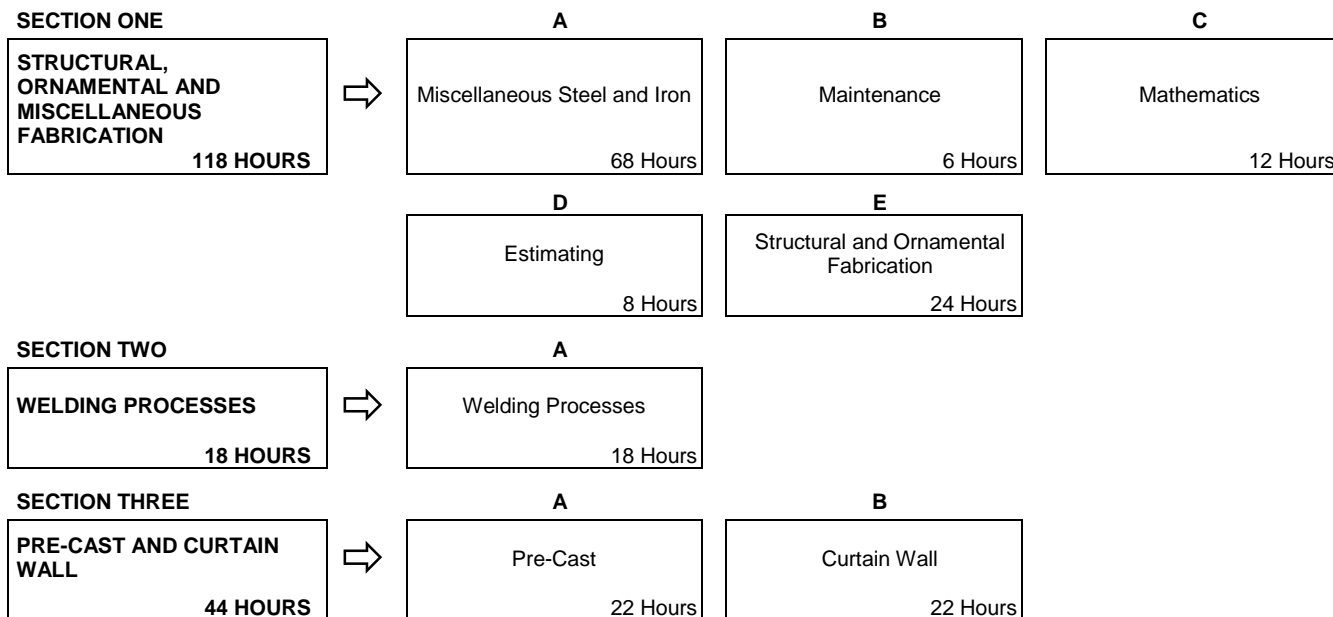 SECTION ONE
A
B
C
STRUCTURAL,
ORNAMENTAL AND
MISCELLANEOUS
FABRICATION
118 HOURS
Miscellaneous Steel and Iron
68 Hours
Maintenance
6 Hours
Mathematics
12 Hours
D
E
Estimating
8 Hours
Structural and Ornamental
Fabrication
24 Hours
SECTION TWO
A
WELDING PROCESSES
18 HOURS
Welding Processes
18 Hours
SECTION THREE
A
B
PRE-CAST AND CURTAIN
WALL
44 HOURS
Pre-Cast
22 Hours
Curtain Wall
22 Hours